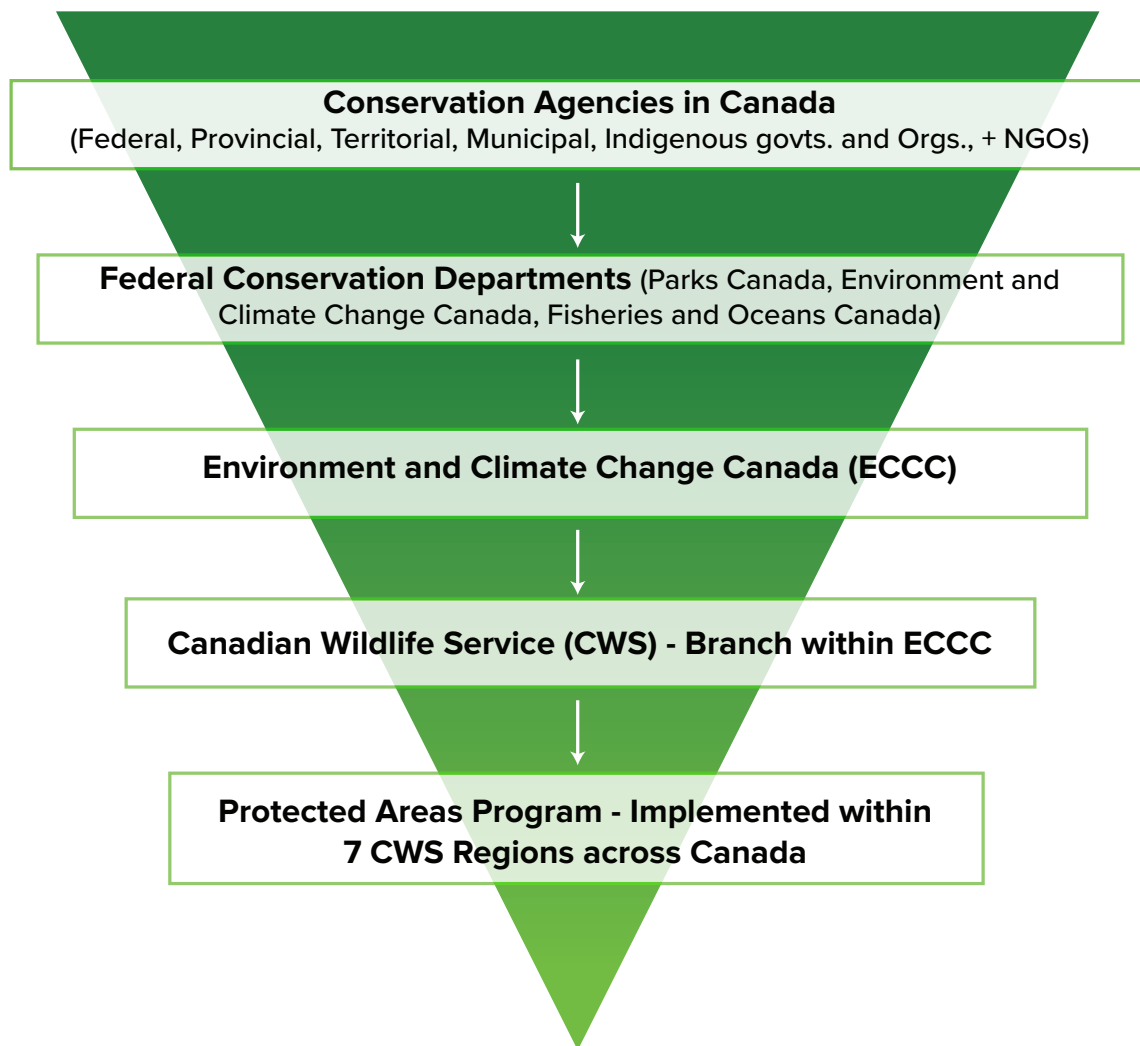 Conservation Agencies in Canada
(Federal, Provincial, Territorial, Municipal, Indigenous govts. and Orgs., + NGOs)
Federal Conservation Departments (Parks Canada, Environment and
Climate Change Canada, Fisheries and Oceans Canada)
Environment and Climate Change Canada (ECCC)
Canadian Wildlife Service (CWS) - Branch within ECCC
Protected Areas Program - Implemented within
7 CWS Regions across Canada